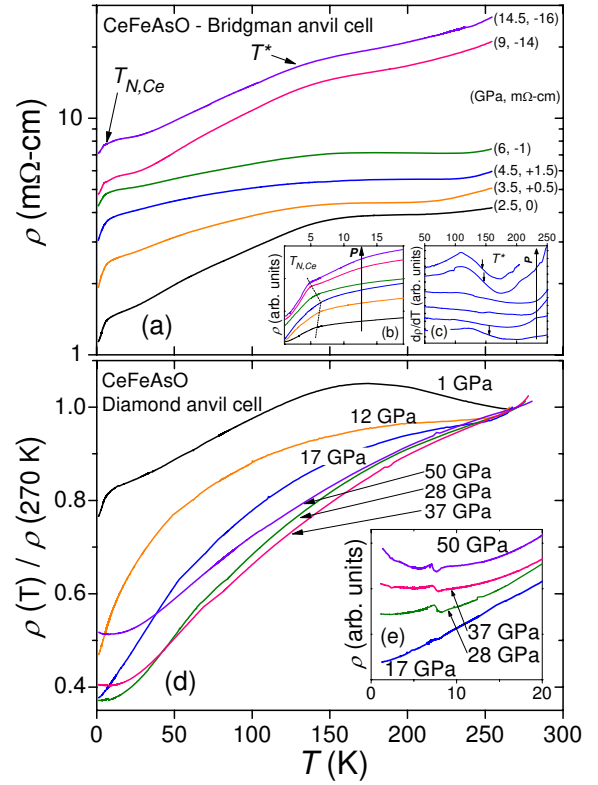 CeFeAsO - Bridgman anvil cell
(14.5, -16)
T*
(9, -14)
T_{N,Ce}
(GPa, mΩ-cm)
10
ρ (mΩ-cm)
(6, -1)
(4.5, +1.5)
(3.5, +0.5)
(2.5, 0)
5 10 15
T_{N,Ce}
P
ρ (arb. units)
(b)
50 100 150 200 250
T*
P
dρ/dT (arb. units)
(c)
(a)
1
CeFeAsO
Diamond anvil cell
1 GPa
1.0
12 GPa
17 GPa
0.8
50 GPa
28 GPa
37 GPa
ρ (T) / ρ (270 K)
0.6
50 GPa
ρ (arb. units)
(e)
37 GPa
28 GPa
17 GPa
0 10 20
0.4
(d)
0 50 100 150 200 250 300
T (K)